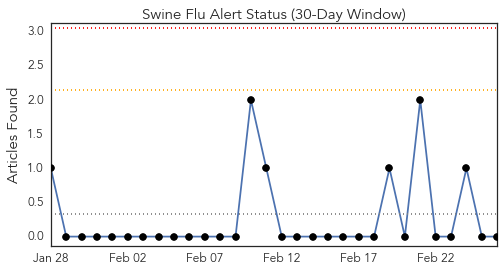 Swine Flu Alert Status (30-Day Window)
Articles Found
3.0
2.5
2.0
1.5
1.0
0.5
0.0
Jan 28 Feb 02 Feb 07 Feb 12 Feb 17 Feb 22